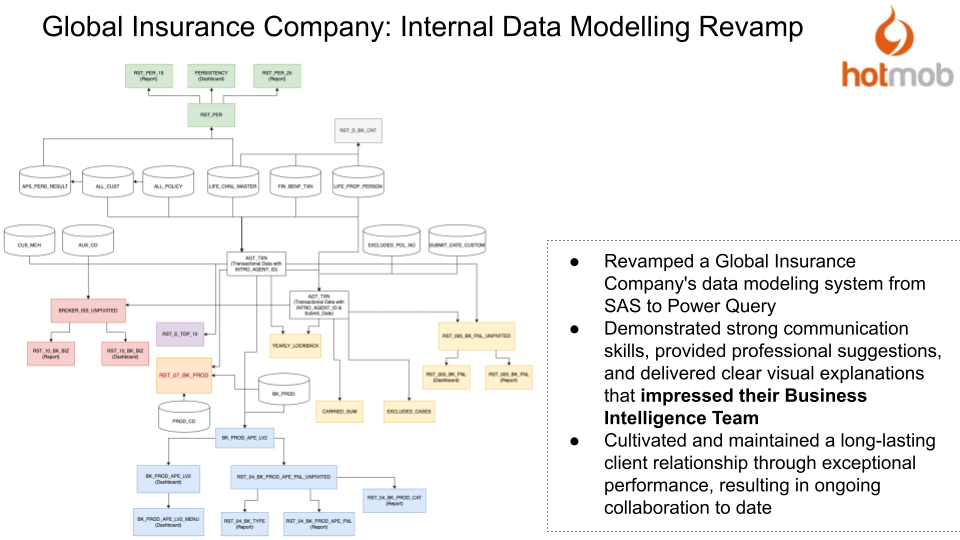 Global Insurance Company: Internal Data Modelling Revamp
hotmob
RST_PER_19
(Report)
PERSISTENCY
(Dashboard)
RST_PER_25
(Report)
RST_PER
RST_D_BK_CNT
APS_PERS_RESULT
ALL_CUST
ALL_POLICY
LIFE_CHNL_MASTER
FIN_BENF_TXN
LIFE_PROP_PERSON
CUS_MCH
AUX_CD
EXCLUDED_POL_NO
SUBMIT_DATE_CUSTOM
AGT_TXN
(Transactional Data with
INTRO_AGENT_ID)
AGT_TXN
(Transactional Data with
INTRO_AGENT_ID &
Submit_Date)
BROKER_ISS_UNPIVITED
RST_10_BK_BIZ
(Report)
RST_10_BK_BIZ
(Dashboard)
RST_E_TOP_10
YEARLY_LOOKBACK
RST_005_BK_FNL_UNPIVITED
RST_005_BK_FNL
(Dashboard)
RST_005_BK_FNL
(Report)
RST_07_BK_PROD
BK_PROD
PROD_CD
CARRIED_SUM
EXCLUDED_CASES
BK_PROD_APE_LV2
BK_PROD_APE_LV2
(Dashboard)
RST_04_BK_PROD_APE_FNL_UNPIVITED
RST_04_BK_PROD_CAT
(Report)
BK_PROD_APE_LV2_MENU
(Dashboard)
RST_04_BK_TYPE
(Report)
RST_04_BK_PROD_APE_FNL
(Report)
● Revamped a Global Insurance
Company's data modeling system from
SAS to Power Query
● Demonstrated strong communication
skills, provided professional suggestions,
and delivered clear visual explanations
that impressed their Business
Intelligence Team
● Cultivated and maintained a long-lasting
client relationship through exceptional
performance, resulting in ongoing
collaboration to date